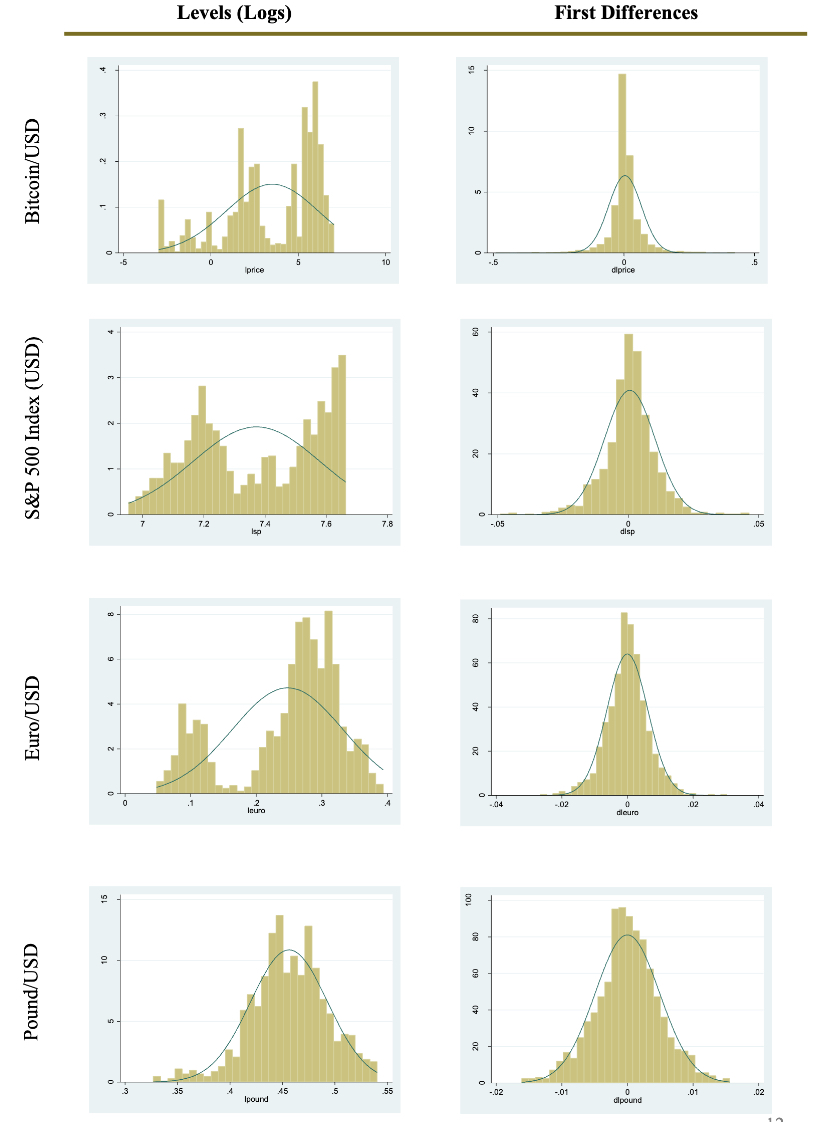 Levels (Logs) First Differences
Bitcoin/USD
0 .1 .2 .3 .4
-5 0 5 10
lprice
0 5 10 15
-.5 0 .5
dlprice
S&P 500 Index (USD)
0 1 2 3 4
7 7.2 7.4 7.6 7.8
lsp
0 20 40 60
-.05 0 .05
dlsp
Euro/USD
0 2 4 6 8
0 .1 .2 .3 .4
leuro
0 20 40 60 80
-.04 -.02 0 .02 .04
dleuro
Pound/USD
0 5 10 15
.3 .35 .4 .45 .5 .55
lpound
0 20 40 60 80 100
-.02 -.01 0 .01 .02
dlpound